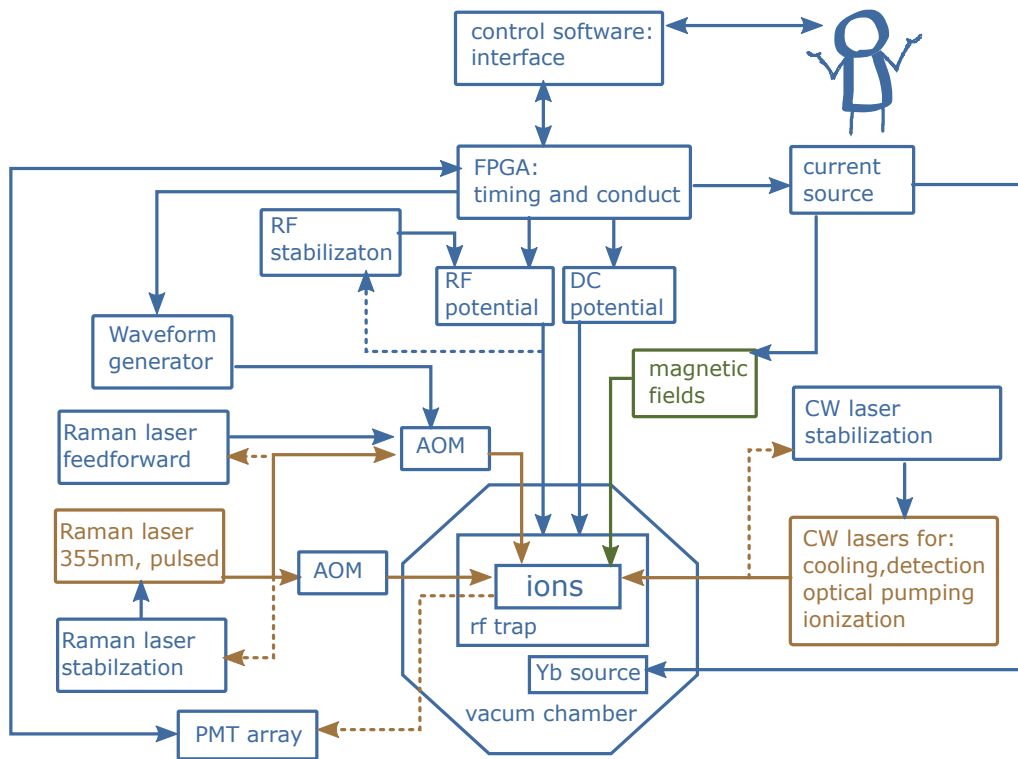 control software:
interface
FPGA:
timing and conduct
current
source
RF
stabilizaton
RF
potential
DC
potential
Waveform
generator
magnetic
fields
CW laser
stabilization
Raman laser
feedforward
AOM
Raman laser
355nm, pulsed
AOM
CW lasers for:
cooling,detection
optical pumping
ionization
ions
rf trap
Raman laser
stabilzation
Yb source
vacum chamber
PMT array